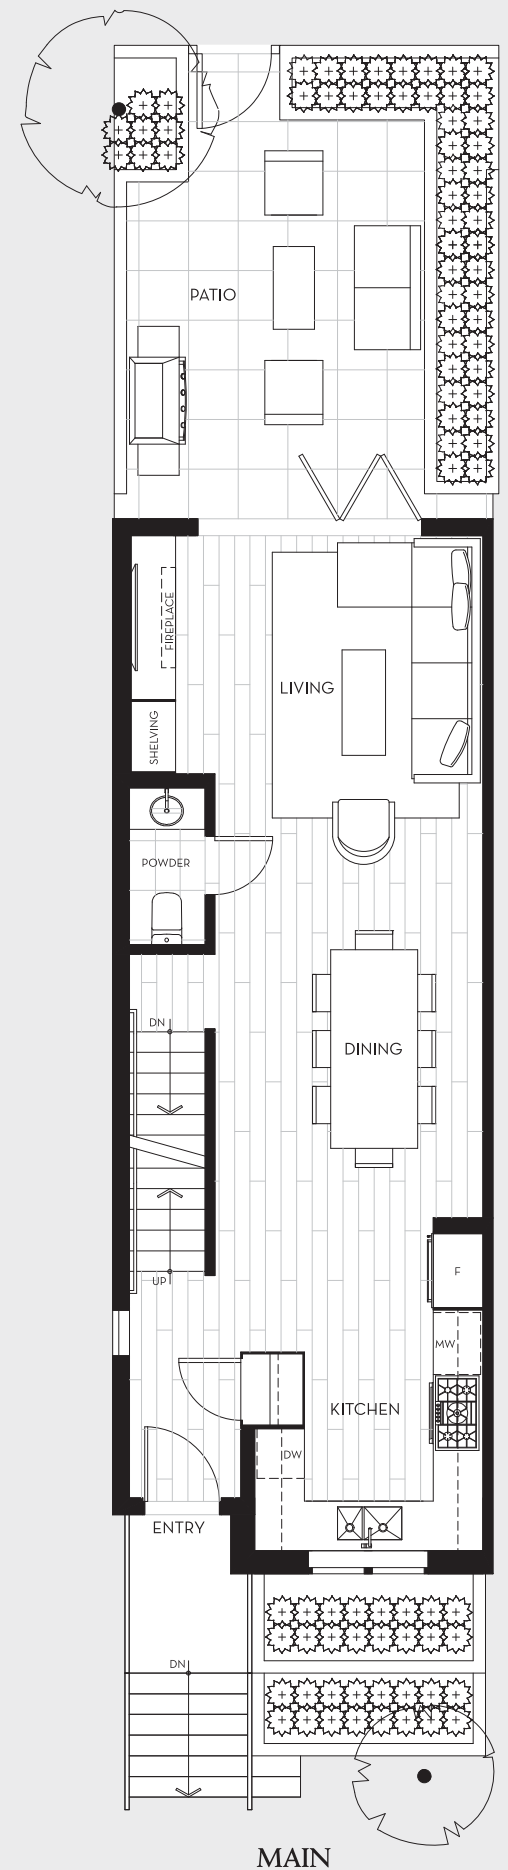 PATIO
FIREPLACE
LIVING
SHELVING
POWDER
DN
DINING
UP
F
MW
KITCHEN
DW
ENTRY
DN
MAIN